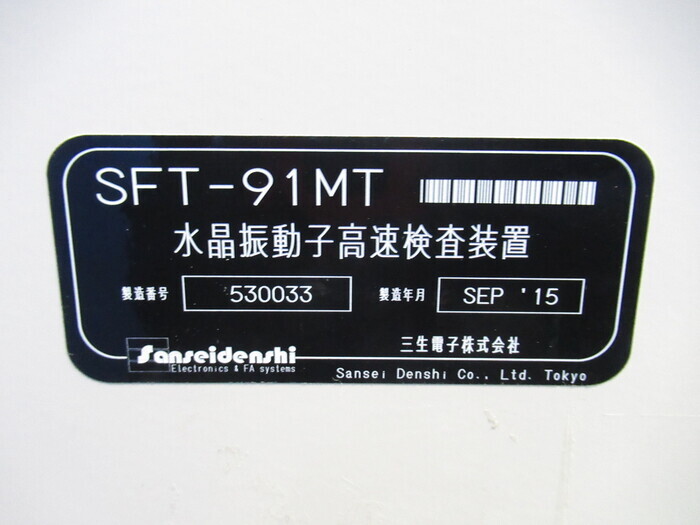 SFT-91MT
水晶振動子高速検査装置
製造番号 530033 製造年月 SEP '15
Sanseidenshi 三生電子株式会社
Electronics & FA systems Sansei Denshi Co., Ltd. Tokyo